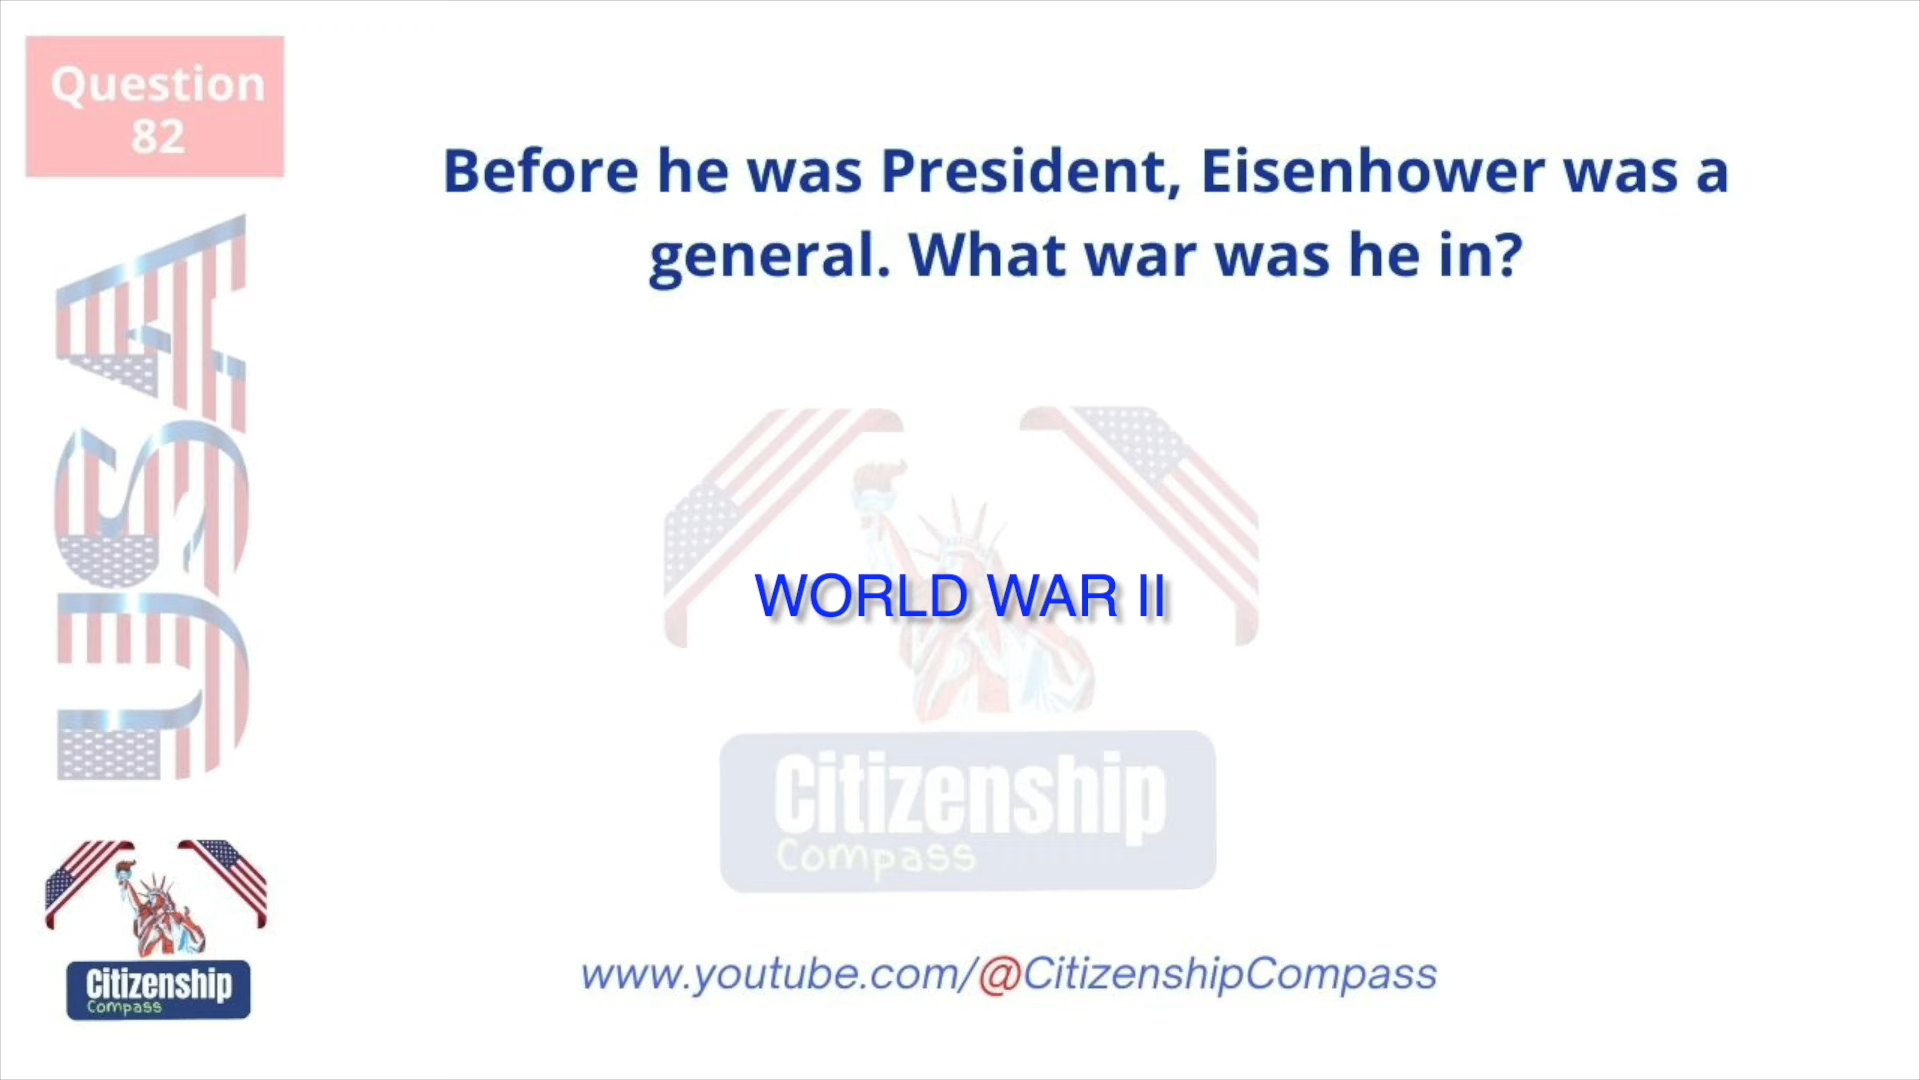 Question
82
Before he was President, Eisenhower was a
general. What war was he in?
USA
WORLD WAR II
Citizenship
Compass
Citizenship
Compass
www.youtube.com/@CitizenshipCompass